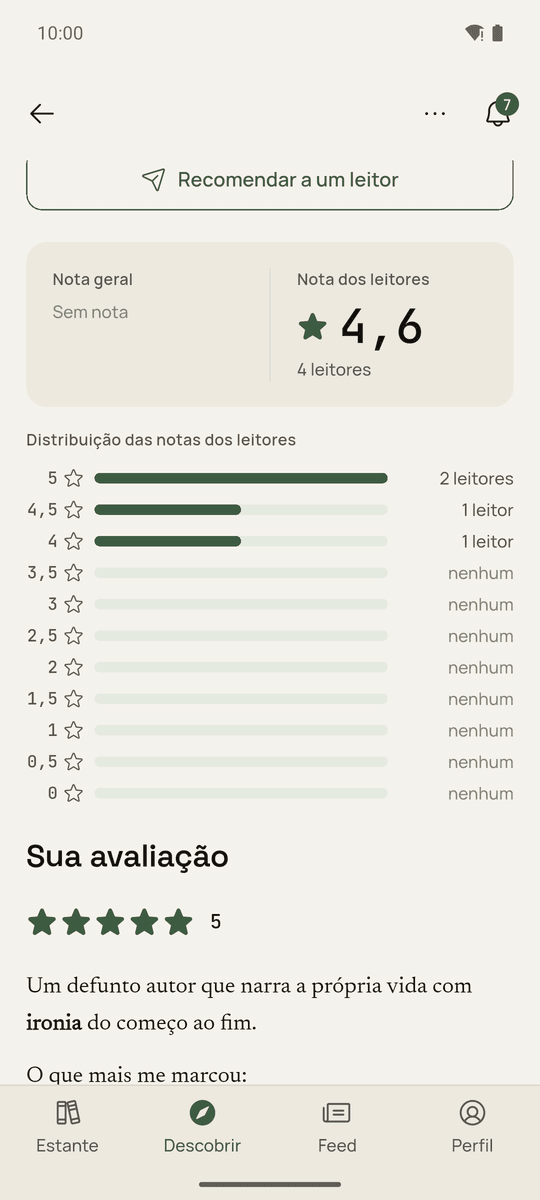 10:00
7
Recomendar a um leitor
Nota geral
Sem nota
Nota dos leitores
4,6
4 leitores
Distribuição das notas dos leitores
5 2 leitores
4,5 1 leitor
4 1 leitor
3,5 nenhum
3 nenhum
2,5 nenhum
2 nenhum
1,5 nenhum
1 nenhum
0,5 nenhum
0 nenhum
Sua avaliação
5
Um defunto autor que narra a própria vida com
ironia do começo ao fim.
O que mais me marcou:
Estante Descobrir Feed Perfil